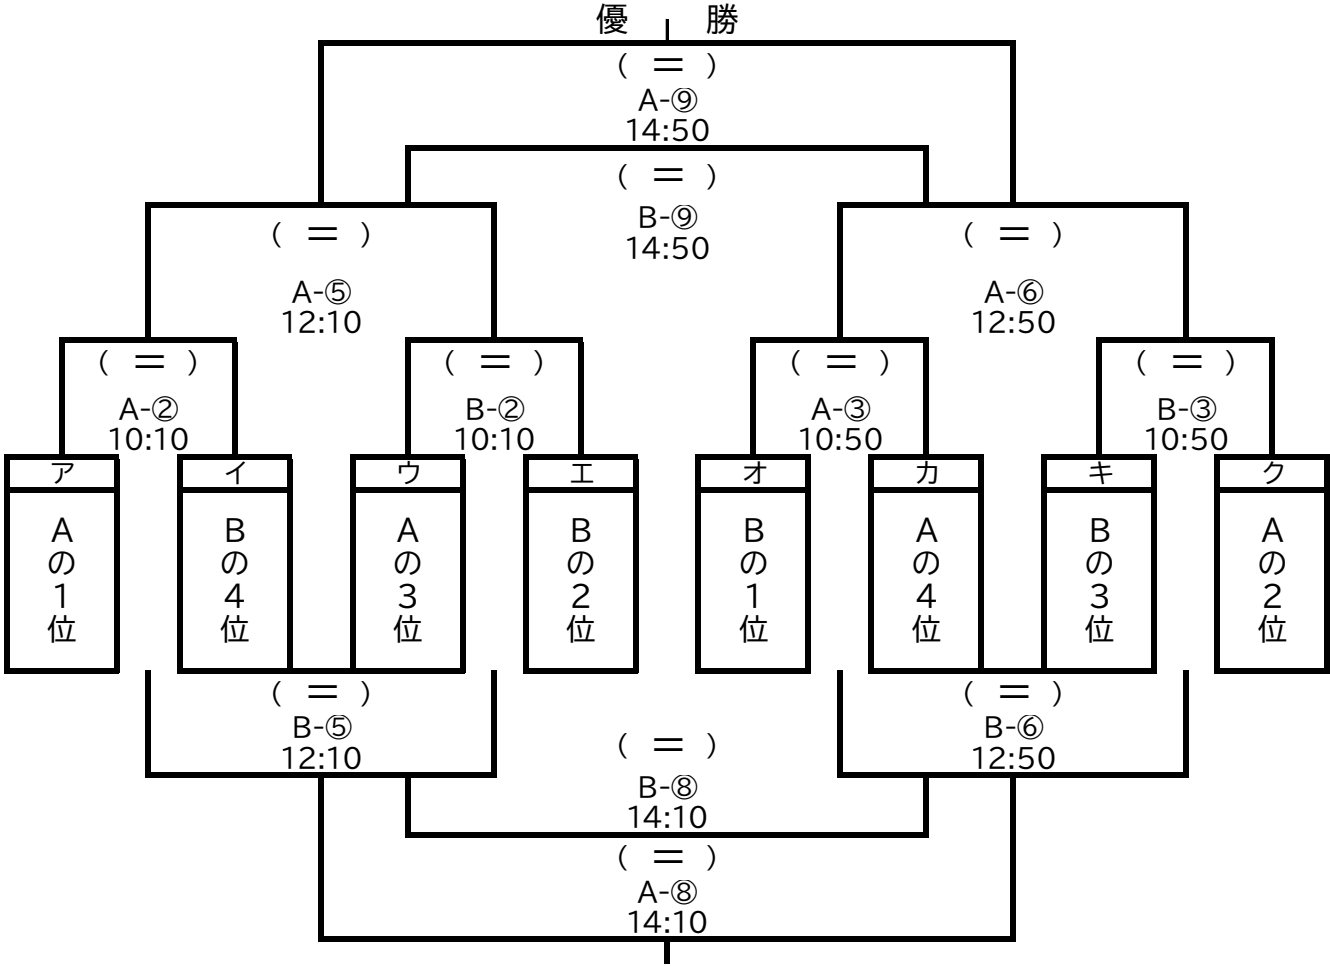 優 勝
( = )
A-⑨
14:50
( = )
B-⑨
14:50
( = )
A-⑤
12:10
( = )
A-⑥
12:50
( = )
A-②
10:10
( = )
B-②
10:10
( = )
A-③
10:50
( = )
B-③
10:50
ア
イ
ウ
エ
オ
カ
キ
ク
Aの1位
Bの4位
Aの3位
Bの2位
Bの1位
Aの4位
Bの3位
Aの2位
( = )
B-⑤
12:10
( = )
B-⑥
12:50
( = )
B-⑧
14:10
( = )
A-⑧
14:10